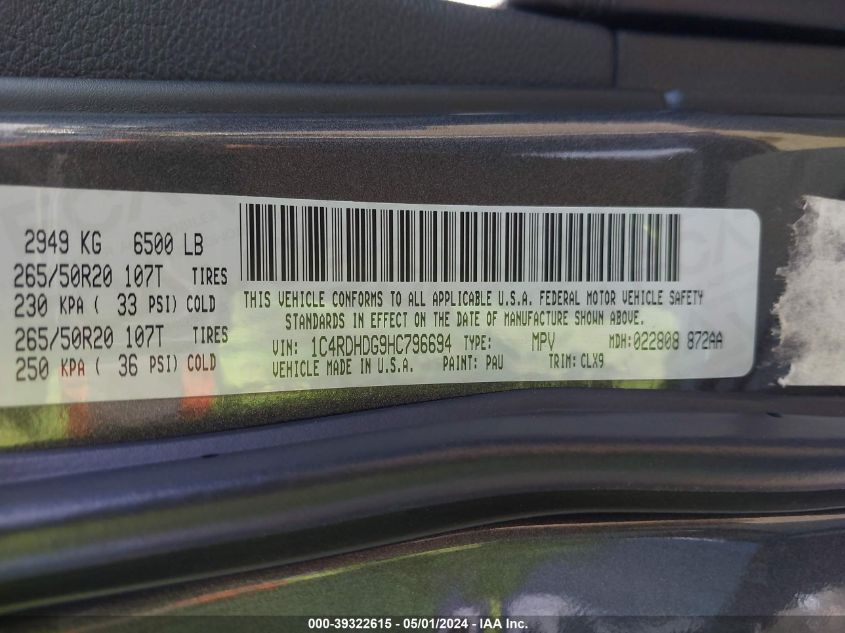 2949 KG 6500 LB
265/50R20 107T TIRES
230 KPA ( 33 PSI) COLD
265/50R20 107T TIRES
250 KPA ( 36 PSI) COLD
THIS VEHICLE CONFORMS TO ALL APPLICABLE U.S.A. FEDERAL MOTOR VEHICLE SAFETY
STANDARDS IN EFFECT ON THE DATE OF MANUFACTURE SHOWN ABOVE.
VIN: 1C4RDHDG9HC796694 TYPE: MPV MDH:022808 872AA
VEHICLE MADE IN U.S.A. PAINT: PAU TRIM: CLX9
000-39322615 - 05/01/2024 - IAA Inc.